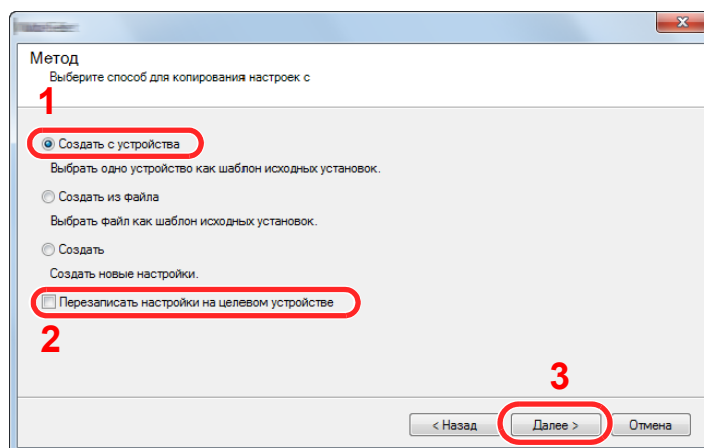 Метод
Выберите способ для копирования настроек с
1
Создать с устройства
Выбрать одно устройство как шаблон исходных установок.
Создать из файла
Выбрать файл как шаблон исходных установок.
Создать
Создать новые настройки.
Перезаписать настройки на целевом устройстве
2
3
< Назад Далее > Отмена